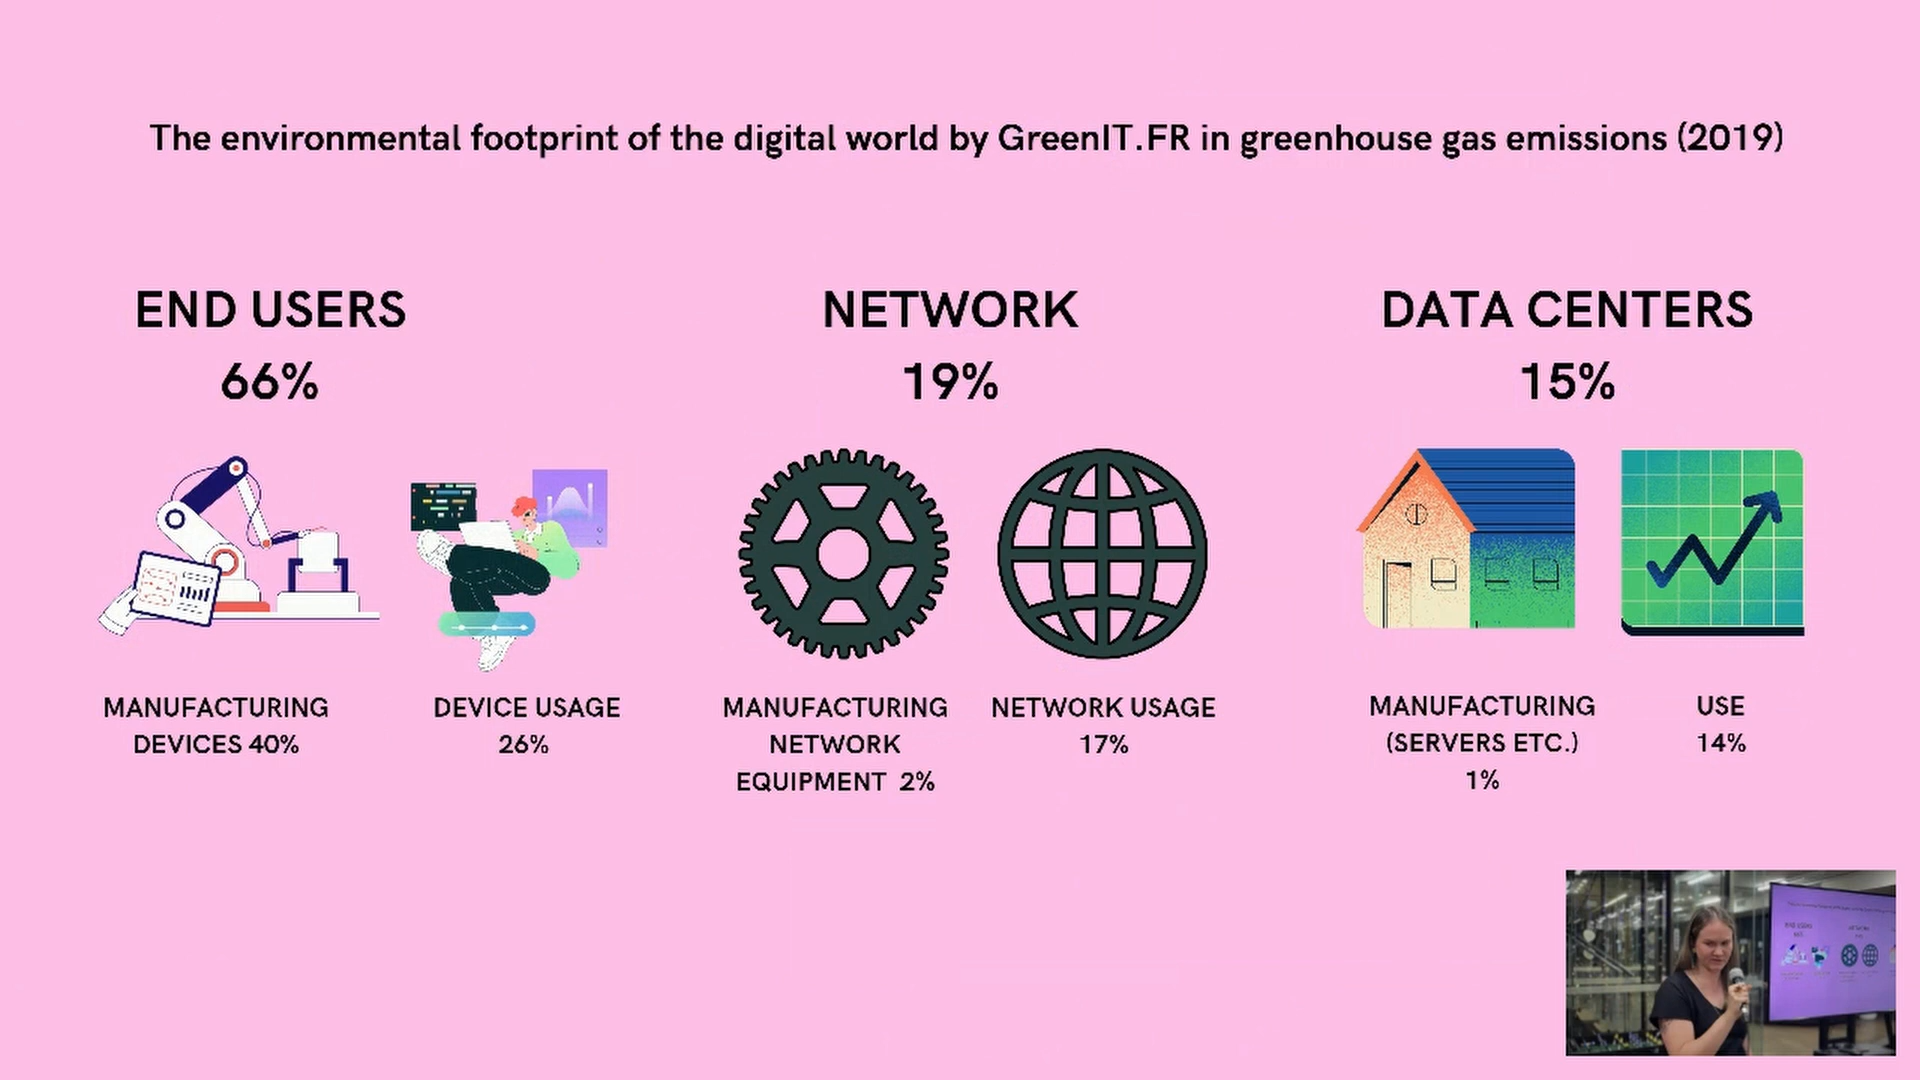 The environmental footprint of the digital world by GreenIT.FR in greenhouse gas emissions (2019)
END USERS
66%
MANUFACTURING
DEVICES 40%
DEVICE USAGE
26%
NETWORK
19%
MANUFACTURING
NETWORK
EQUIPMENT 2%
NETWORK USAGE
17%
DATA CENTERS
15%
MANUFACTURING
(SERVERS ETC.)
1%
USE
14%